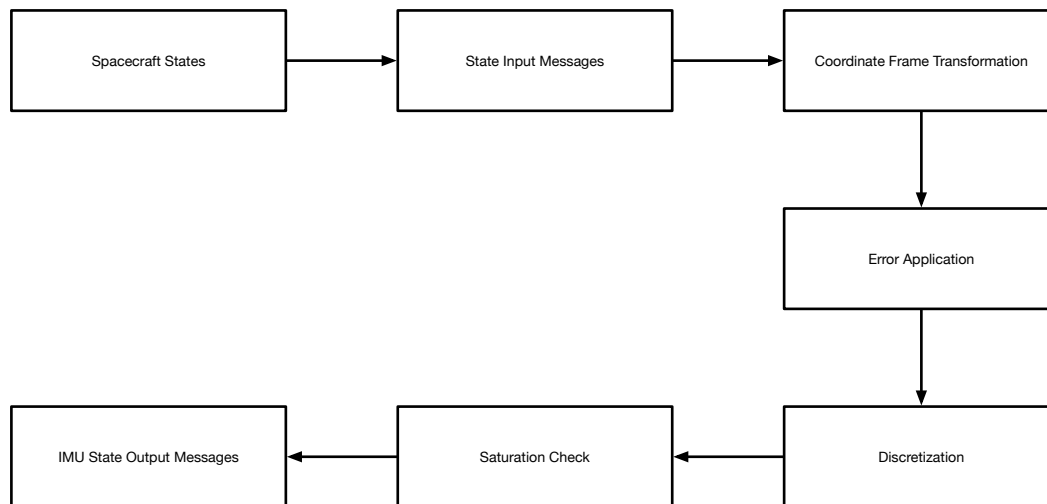 Spacecraft States
State Input Messages
Coordinate Frame Transformation
Error Application
Discretization
Saturation Check
IMU State Output Messages